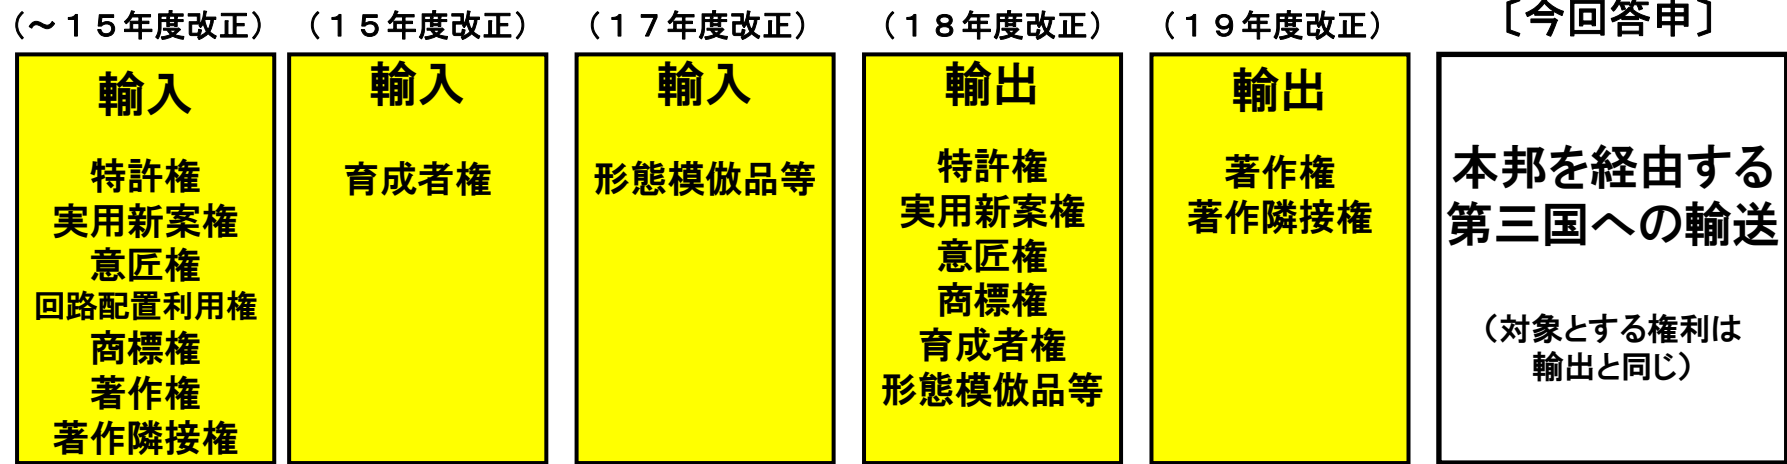 （～１５年度改正）
輸入
特許権
実用新案権
意匠権
回路配置利用権
商標権
著作権
著作隣接権
（１５年度改正）
輸入
育成者権
（１７年度改正）
輸入
形態模倣品等
（１８年度改正）
輸出
特許権
実用新案権
意匠権
商標権
育成者権
形態模倣品等
（１９年度改正）
輸出
著作権
著作隣接権
〔今回答申〕
本邦を経由する
第三国への輸送
（対象とする権利は
輸出と同じ）